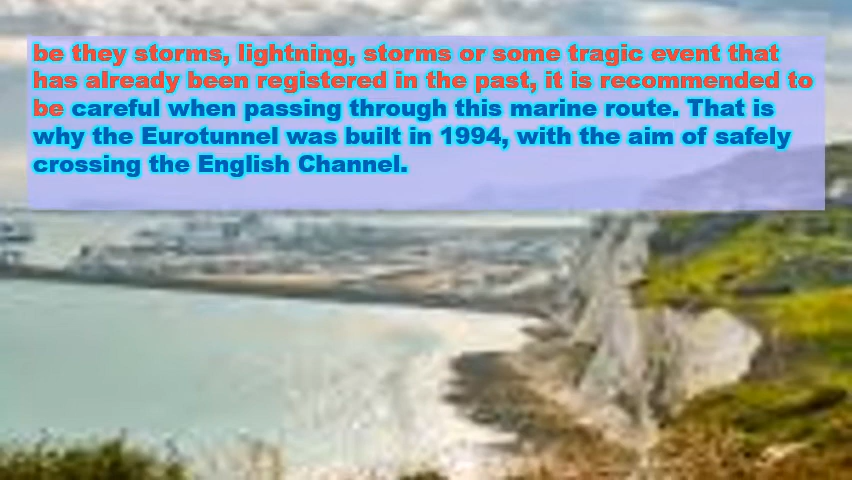 be they storms, lightning, storms or some tragic event that
has already been registered in the past, it is recommended to
be careful when passing through this marine route. That is
why the Eurotunnel was built in 1994, with the aim of safely
crossing the English Channel.